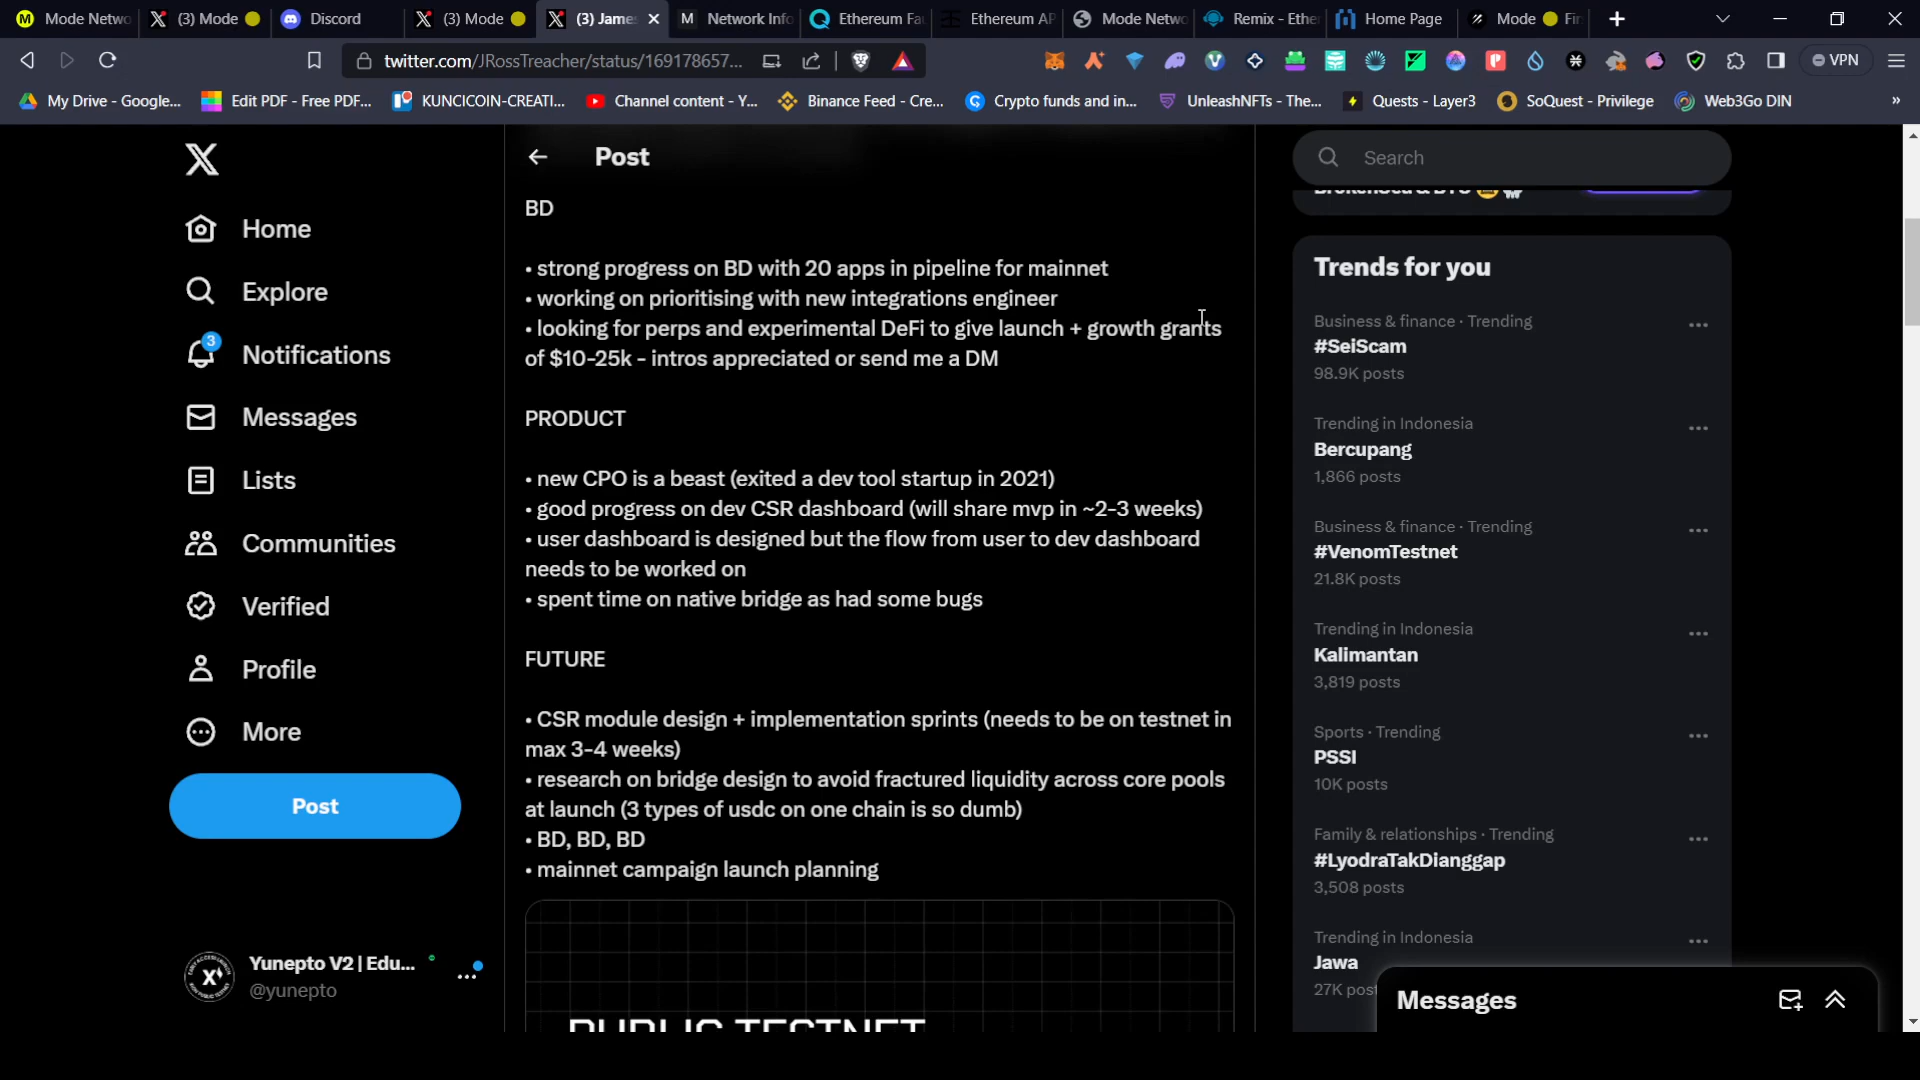 Mode Netwo
(3) Mode
Discord
(3) Mode
(3) James
Network Info
Ethereum Fau
Ethereum AP
Mode Netwo
Remix - Ether
Home Page
Mode
Fir
twitter.com/JRossTreacher/status/169178657...
VPN
My Drive - Google...
Edit PDF - Free PDF...
KUNCICOIN-CREATI...
Channel content - Y...
Binance Feed - Cre...
Crypto funds and in...
UnleashNFTs - The...
Quests - Layer3
SoQuest - Privilege
Web3Go DIN
»
X
Home
Explore
3
Notifications
Messages
Lists
Communities
Verified
Profile
More
Post
Yunepto V2 | Edu...
@yunepto
Post
BD
• strong progress on BD with 20 apps in pipeline for mainnet
• working on prioritising with new integrations engineer
• looking for perps and experimental DeFi to give launch + growth grants
of $10-25k - intros appreciated or send me a DM
PRODUCT
• new CPO is a beast (exited a dev tool startup in 2021)
• good progress on dev CSR dashboard (will share mvp in ~2-3 weeks)
• user dashboard is designed but the flow from user to dev dashboard
needs to be worked on
• spent time on native bridge as had some bugs
FUTURE
• CSR module design + implementation sprints (needs to be on testnet in
max 3-4 weeks)
• research on bridge design to avoid fractured liquidity across core pools
at launch (3 types of usdc on one chain is so dumb)
• BD, BD, BD
• mainnet campaign launch planning
PUBLIC TESTNET
Search
Trends for you
Business & finance · Trending
#SeiScam
98.9K posts
Trending in Indonesia
Bercupang
1,866 posts
Business & finance · Trending
#VenomTestnet
21.8K posts
Trending in Indonesia
Kalimantan
3,819 posts
Sports · Trending
PSSI
10K posts
Family & relationships · Trending
#LyodraTakDianggap
3,508 posts
Trending in Indonesia
Jawa
27K post
Messages